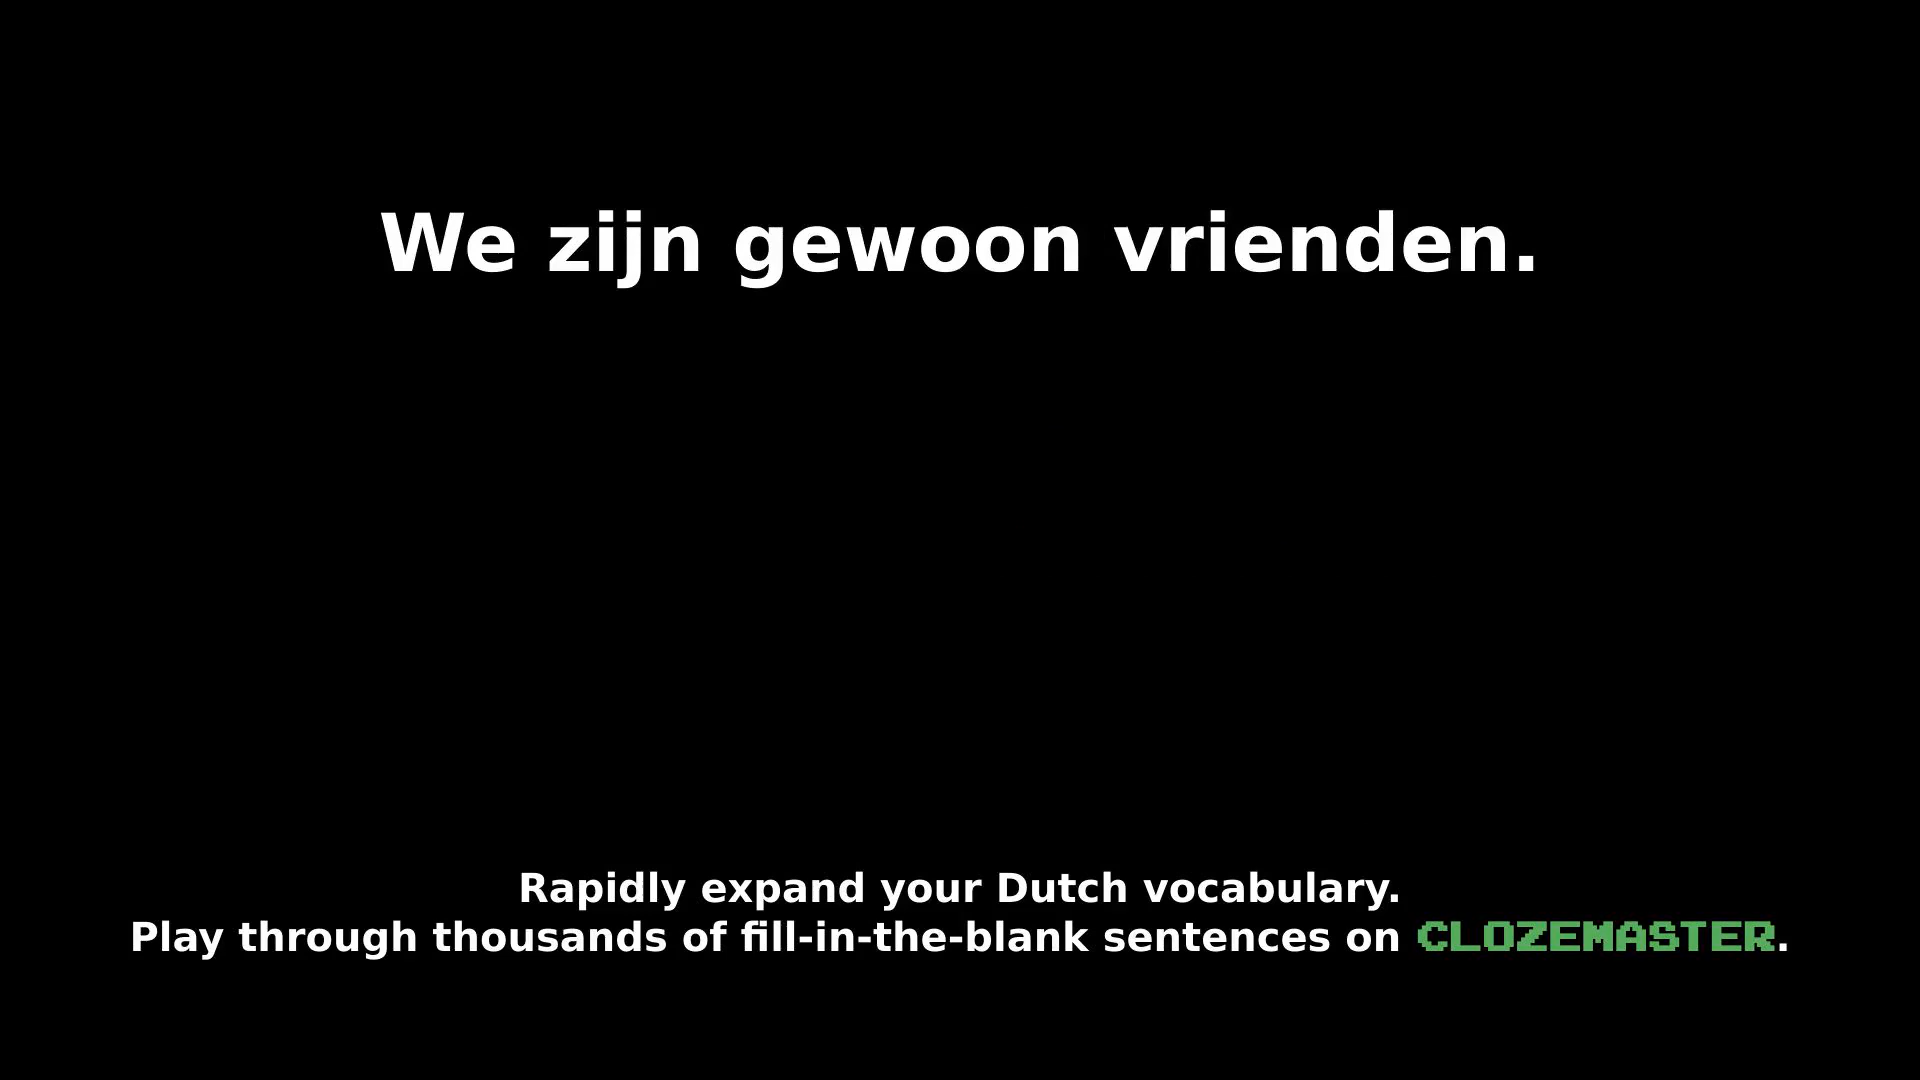 We zijn gewoon vrienden.
Rapidly expand your Dutch vocabulary.
Play through thousands of fill-in-the-blank sentences on CLOZEMASTER.